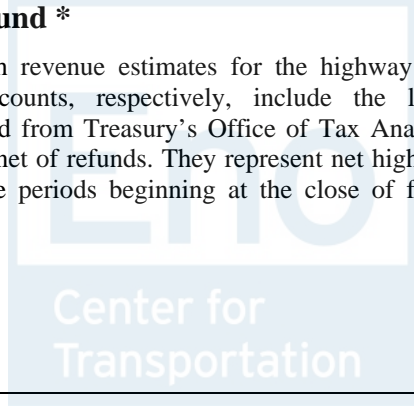 und *
n revenue estimates for the highway
counts, respectively, include the l
d from Treasury's Office of Tax Ana
net of refunds. They represent net high
e periods beginning at the close of f
Eno
Center for
Transportation